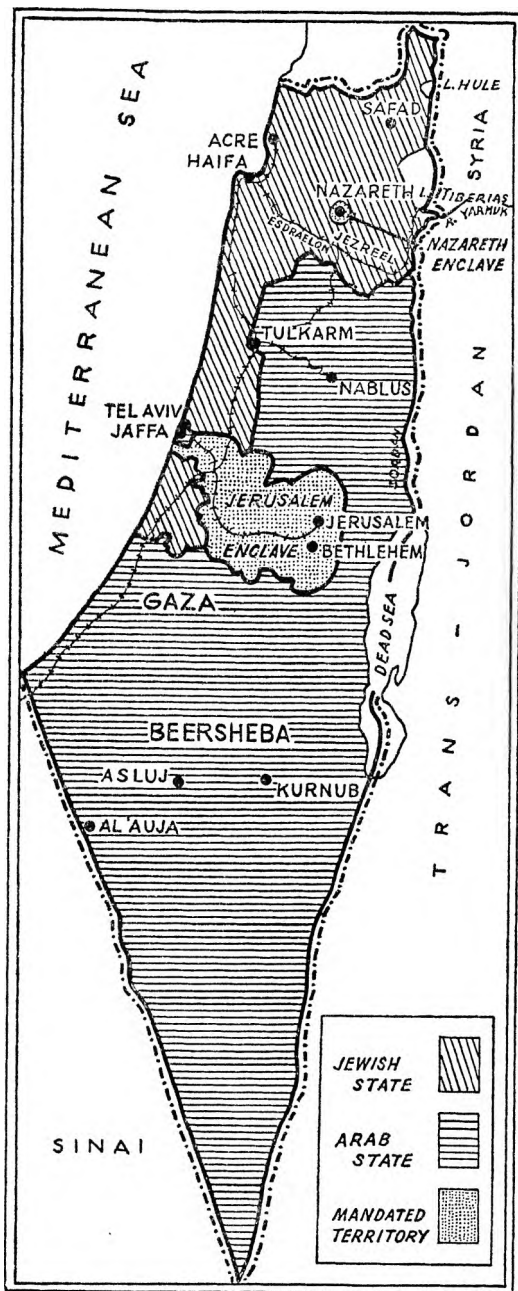 MEDITERRANEAN SEA
L. HULE
SAFAD
SYRIA
ACRE
HAIFA
NAZARETH
L. TIBERIAS
R. YARMUK
ESDRAELON
JEZREEL
NAZARETH
ENCLAVE
TULKARM
NABLUS
TEL AVIV
JAFFA
JORDAN
JERUSALEM
ENCLAVE
JERUSALEM
BETHLEHEM
TRANS - JORDAN
GAZA
DEAD SEA
BEERSHEBA
ASLUJ
KURNUB
AL'AUJA
SINAI
JEWISH
STATE
ARAB
STATE
MANDATED
TERRITORY